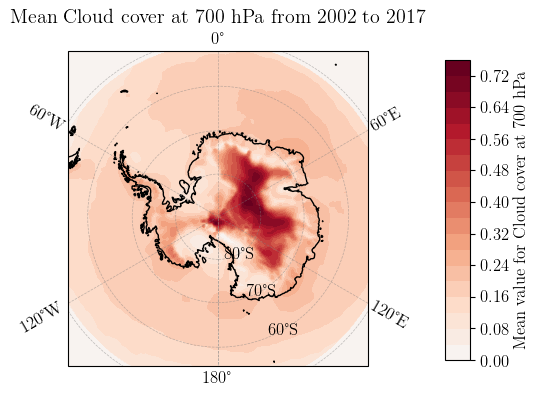 Mean Cloud cover at 700 hPa from 2002 to 2017
0°
60°W
60°E
120°W
120°E
180°
80°S
70°S
60°S
0.72
0.64
0.56
0.48
0.40
0.32
0.24
0.16
0.08
0.00
Mean value for Cloud cover at 700 hPa